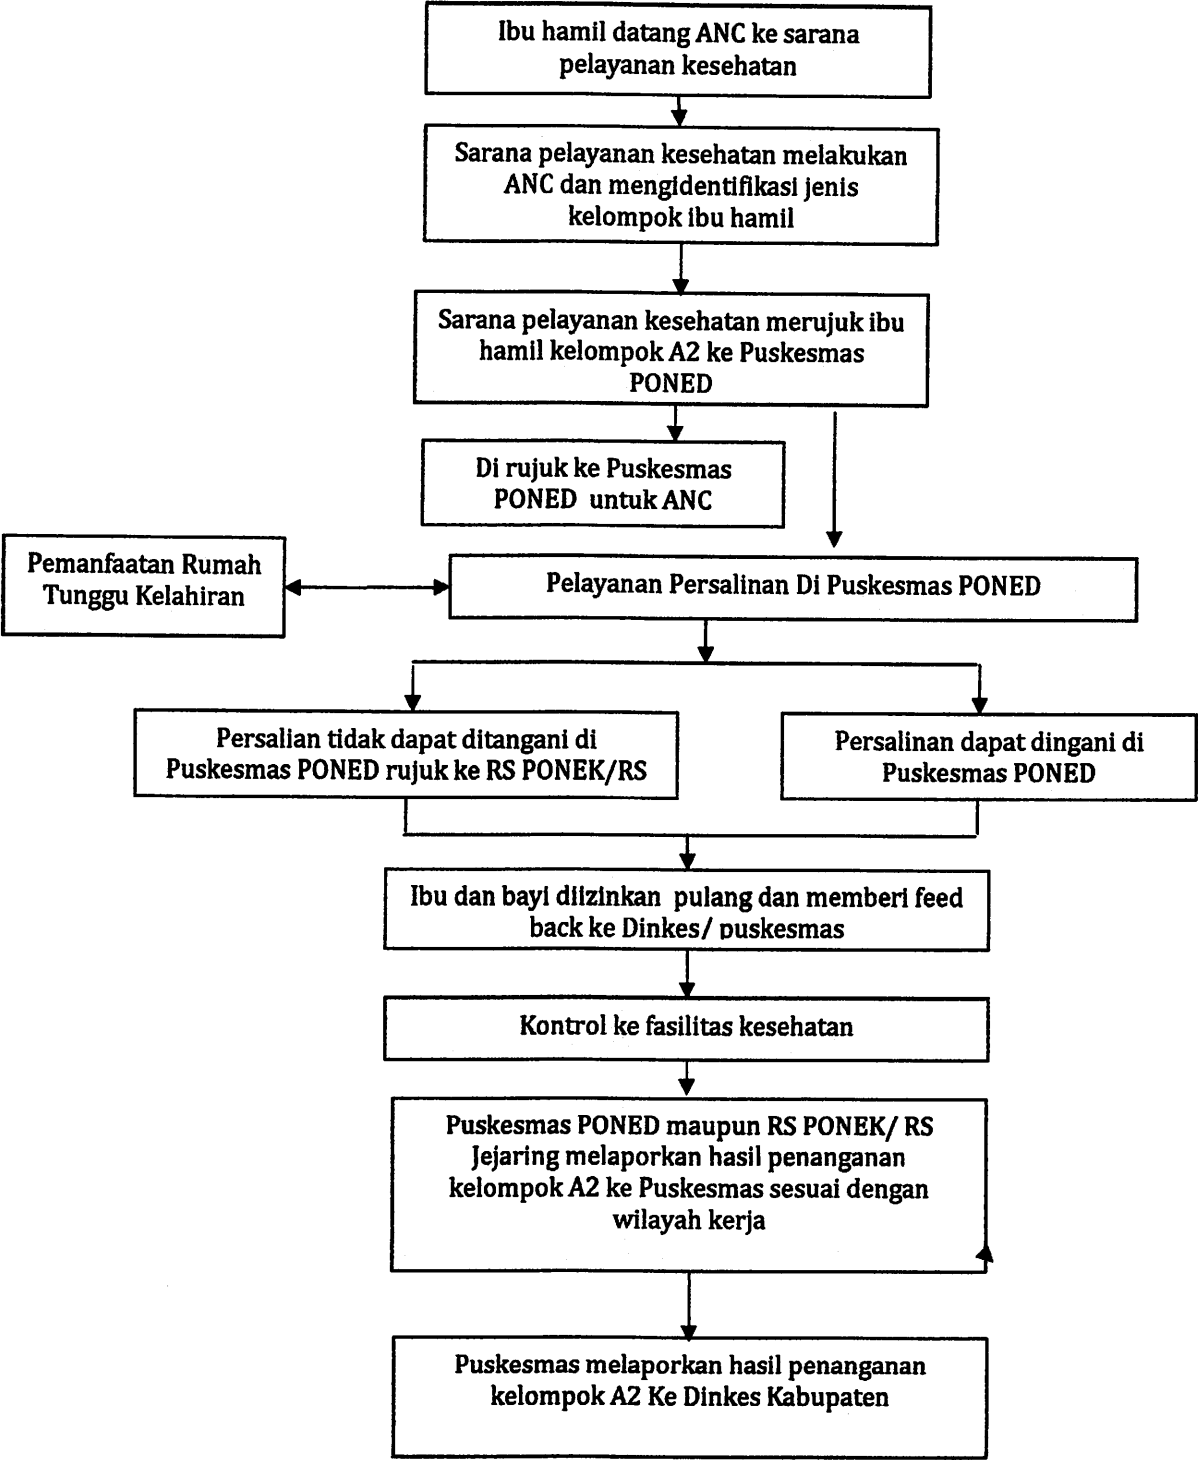 Ibu hamil datang ANC ke sarana
pelayanan kesehatan
Sarana pelayanan kesehatan melakukan
ANC dan mengidentifikasi jenis
kelompok ibu hamil
Sarana pelayanan kesehatan merujuk ibu
hamil kelompok A2 ke Puskesmas
PONED
Di rujuk ke Puskesmas
PONED untuk ANC
Pemanfaatan Rumah
Tunggu Kelahiran
Pelayanan Persalinan Di Puskesmas PONED
Persalian tidak dapat ditangani di
Puskesmas PONED rujuk ke RS PONEK/RS
Persalinan dapat dingani di
Puskesmas PONED
Ibu dan bayi diizinkan pulang dan memberi feed
back ke Dinkes/ puskesmas
Kontrol ke fasilitas kesehatan
Puskesmas PONED maupun RS PONEK/ RS
Jejaring melaporkan hasil penanganan
kelompok A2 ke Puskesmas sesuai dengan
wilayah kerja
Puskesmas melaporkan hasil penanganan
kelompok A2 Ke Dinkes Kabupaten